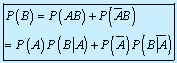 P(B) = P(AB) + P(A̅B)
= P(A)P(B|A) + P(A̅)P(B|A̅)